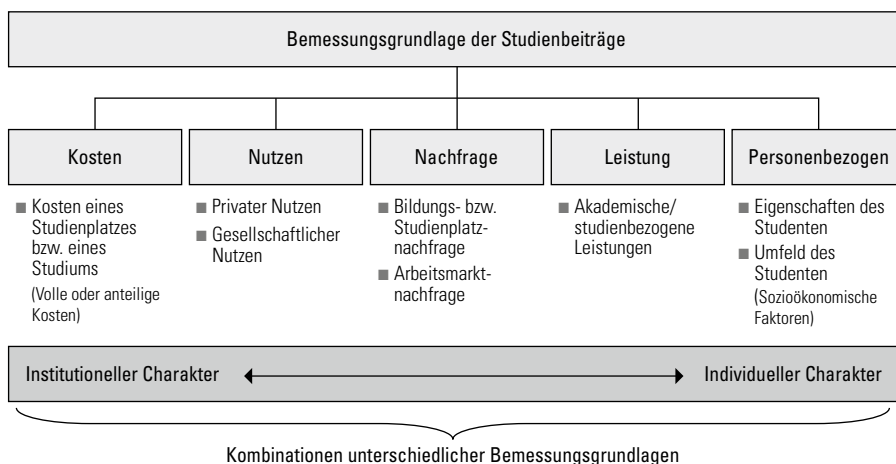 Bemessungsgrundlage der Studienbeiträge
Kosten
Nutzen
Nachfrage
Leistung
Personenbezogen
■ Kosten eines
Studienplatzes
bzw. eines
Studiums
(Volle oder anteilige
Kosten)
■ Privater Nutzen
■ Gesellschaftlicher
Nutzen
■ Bildungs- bzw.
Studienplatz-
nachfrage
■ Arbeitsmarkt-
nachfrage
■ Akademische/
studienbezogene
Leistungen
■ Eigenschaften des
Studenten
■ Umfeld des
Studenten
(Sozioökonomische
Faktoren)
Institutioneller Charakter
Individueller Charakter
Kombinationen unterschiedlicher Bemessungsgrundlagen